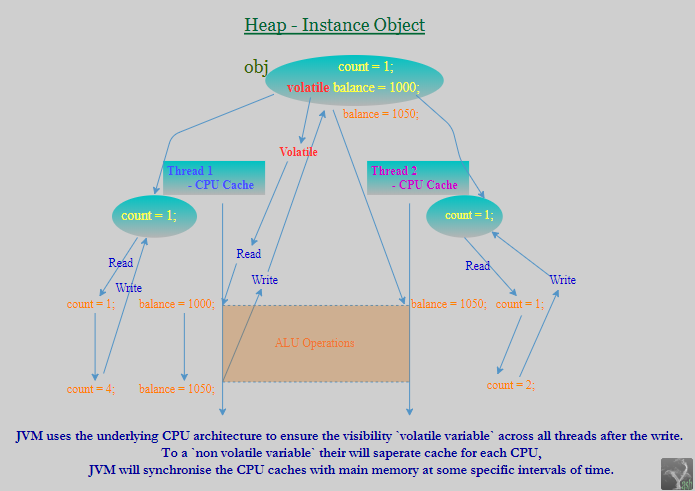 Heap - Instance Object
obj
count = 1;
volatile balance = 1000;
balance = 1050;
Volatile
Thread 1
- CPU Cache
Thread 2
- CPU Cache
count = 1;
count = 1;
Read
Write
Read
Write
Read
Write
count = 1;
balance = 1000;
balance = 1050;
count = 1;
ALU Operations
count = 4;
balance = 1050;
count = 2;
JVM uses the underlying CPU architecture to ensure the visibility `volatile variable` across all threads after the write.
To a `non volatile variable` their will saperate cache for each CPU,
JVM will synchronise the CPU caches with main memory at some specific intervals of time.